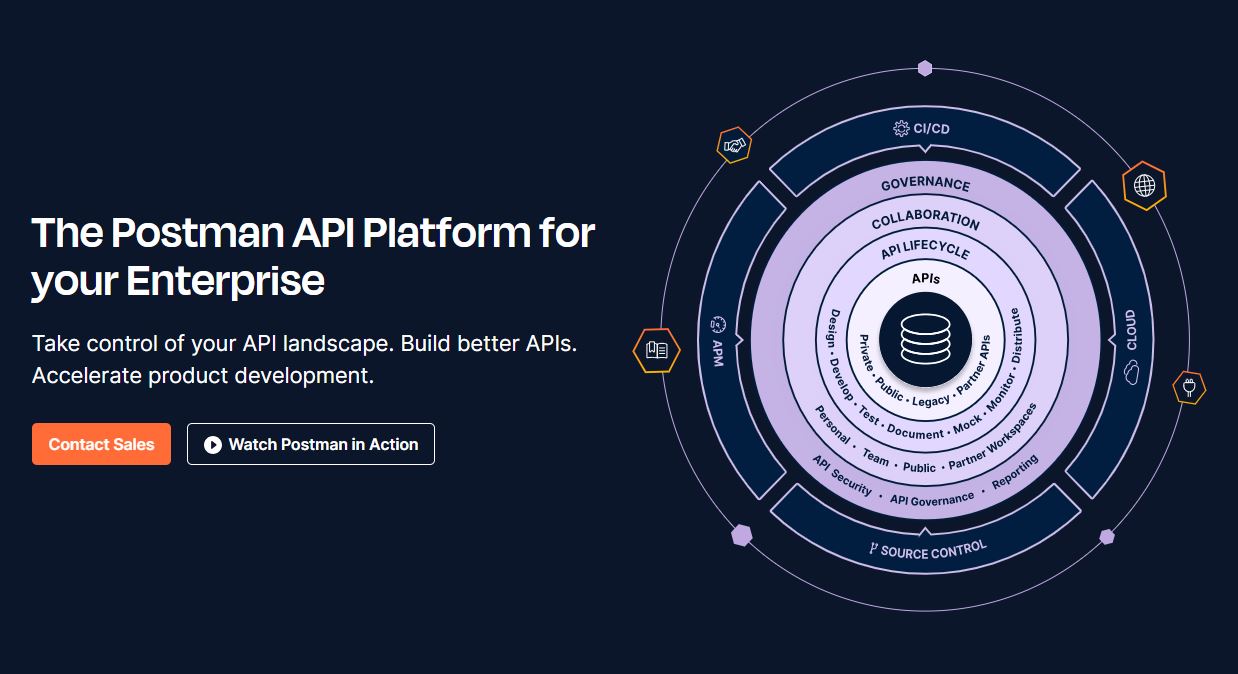 The Postman API Platform for
your Enterprise
Take control of your API landscape. Build better APIs.
Accelerate product development.
Contact Sales
Watch Postman in Action
CI/CD
GOVERNANCE
COLLABORATION
API LIFECYCLE
APIs
Private • Public • Legacy • Partner APIs
Design • Develop • Test • Document • Mock • Monitor • Distribute
Personal • Team • Public • Partner Workspaces
API Security • API Governance • Reporting
APM
CLOUD
SOURCE CONTROL